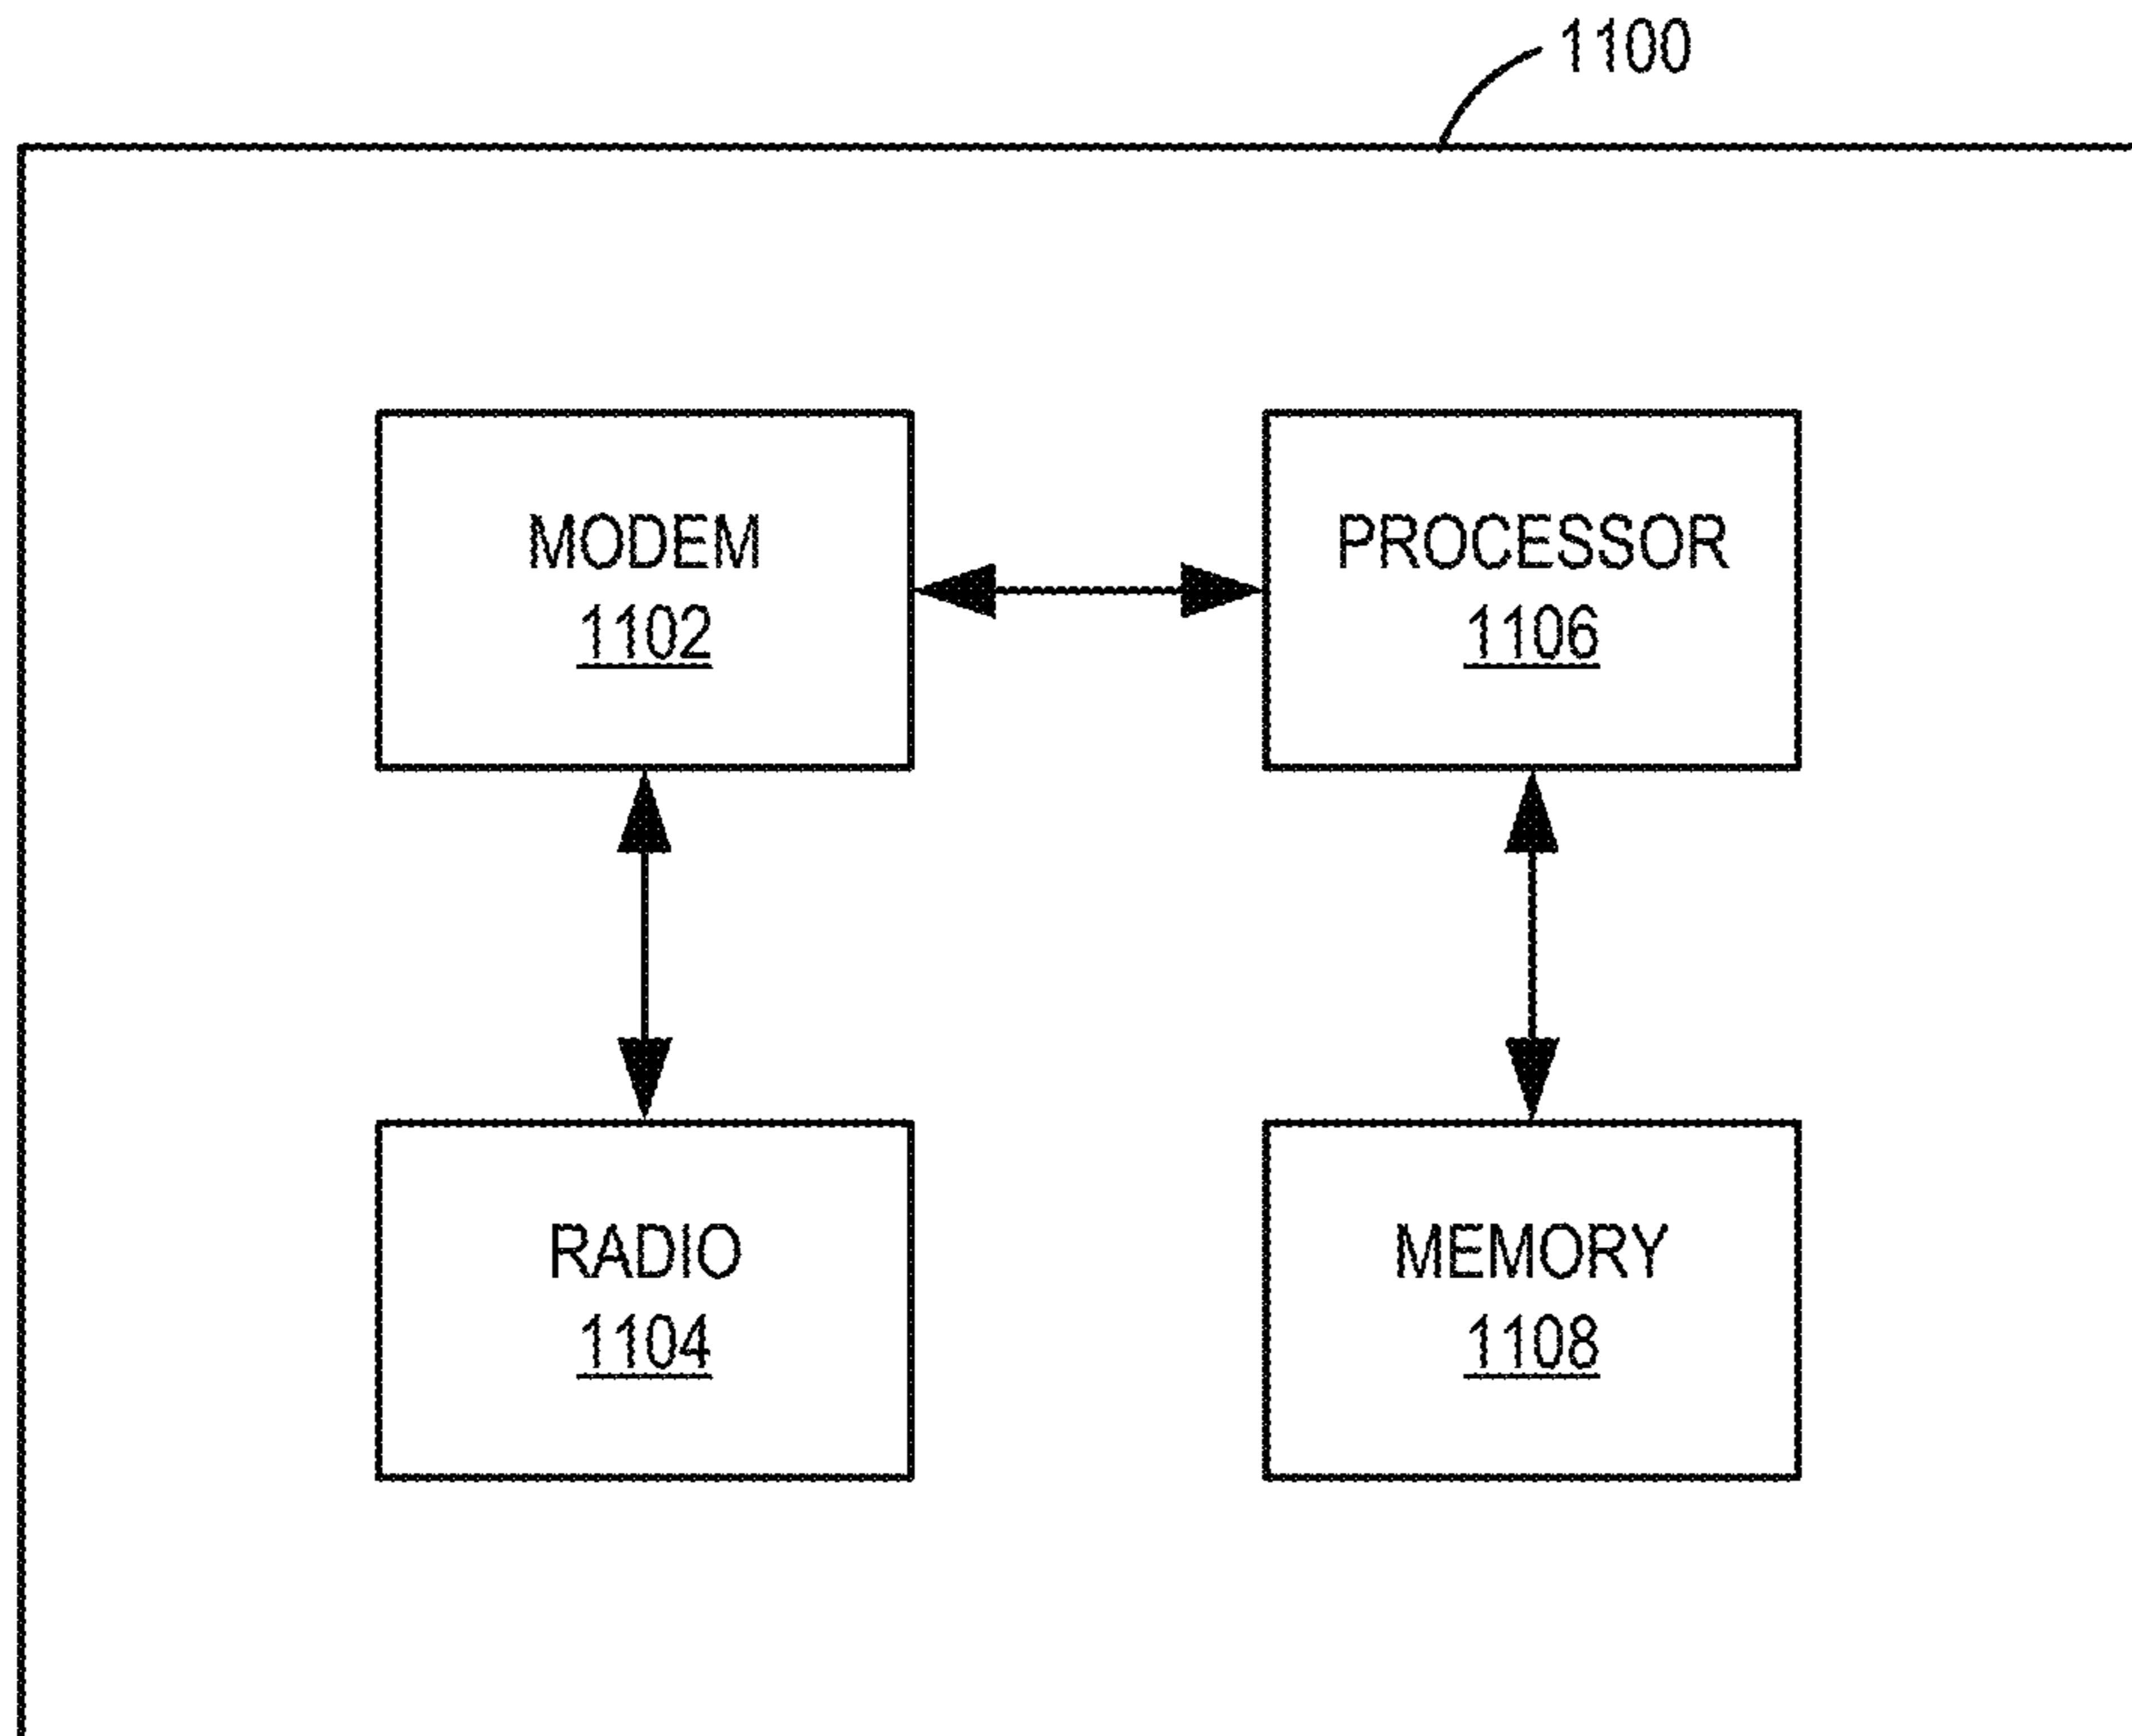 1100
MODEM
1102
PROCESSOR
1106
RADIO
1104
MEMORY
1108